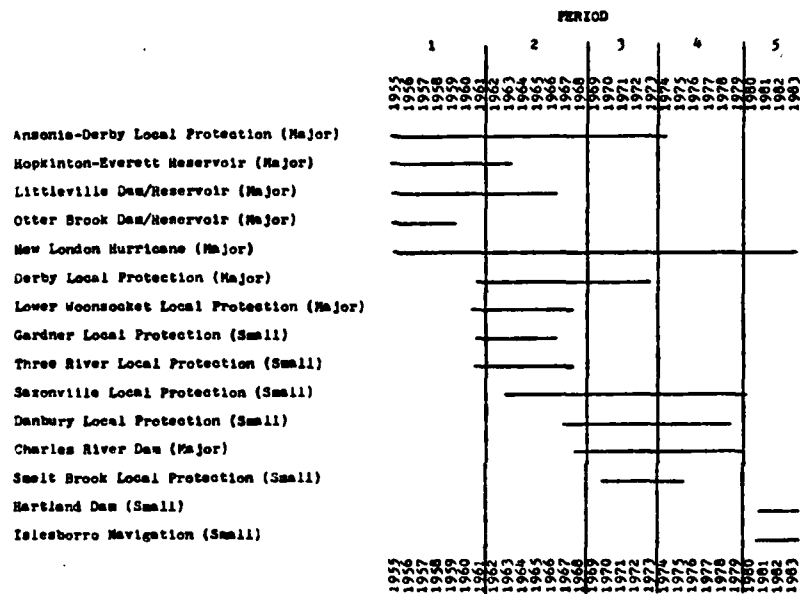 PERIOD
1 2 3 4 5
1955 1956 1957 1958 1959 1960 1961 1962 1963 1964 1965 1966 1967 1968 1969 1970 1971 1972 1973 1974 1975 1976 1977 1978 1979 1980 1981 1982 1983
Ansonia-Derby Local Protection (Major)
Hopkinton-Everett Reservoir (Major)
Littleville Dam/Reservoir (Major)
Otter Brook Dam/Reservoir (Major)
New London Hurricane (Major)
Derby Local Protection (Major)
Lower Woonsocket Local Protection (Major)
Gardner Local Protection (Small)
Three River Local Protection (Small)
Saxonville Local Protection (Small)
Danbury Local Protection (Small)
Charles River Dam (Major)
Smelt Brook Local Protection (Small)
Hartland Dam (Small)
Islesborro Navigation (Small)
1955 1956 1957 1958 1959 1960 1961 1962 1963 1964 1965 1966 1967 1968 1969 1970 1971 1972 1973 1974 1975 1976 1977 1978 1979 1980 1981 1982 1983